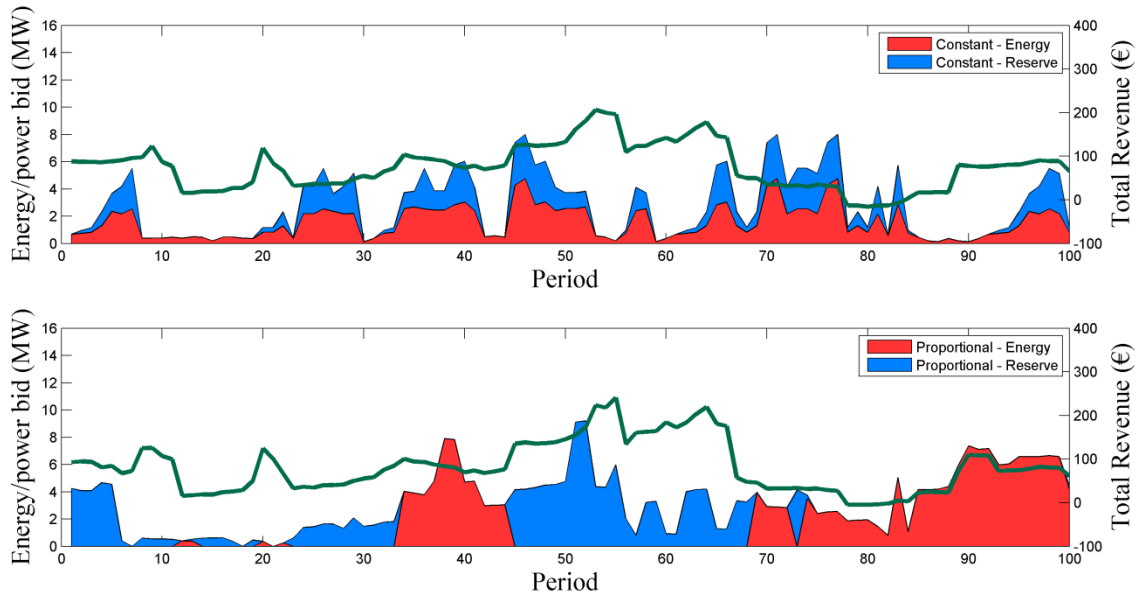 Energy/power bid (MW)
16
14
12
10
8
6
4
2
0
Constant - Energy
Constant - Reserve
400
300
200
100
0
-100
Total Revenue (€)
0 10 20 30 40 50 60 70 80 90 100
Period
Energy/power bid (MW)
16
14
12
10
8
6
4
2
0
Proportional - Energy
Proportional - Reserve
400
300
200
100
0
-100
Total Revenue (€)
0 10 20 30 40 50 60 70 80 90 100
Period